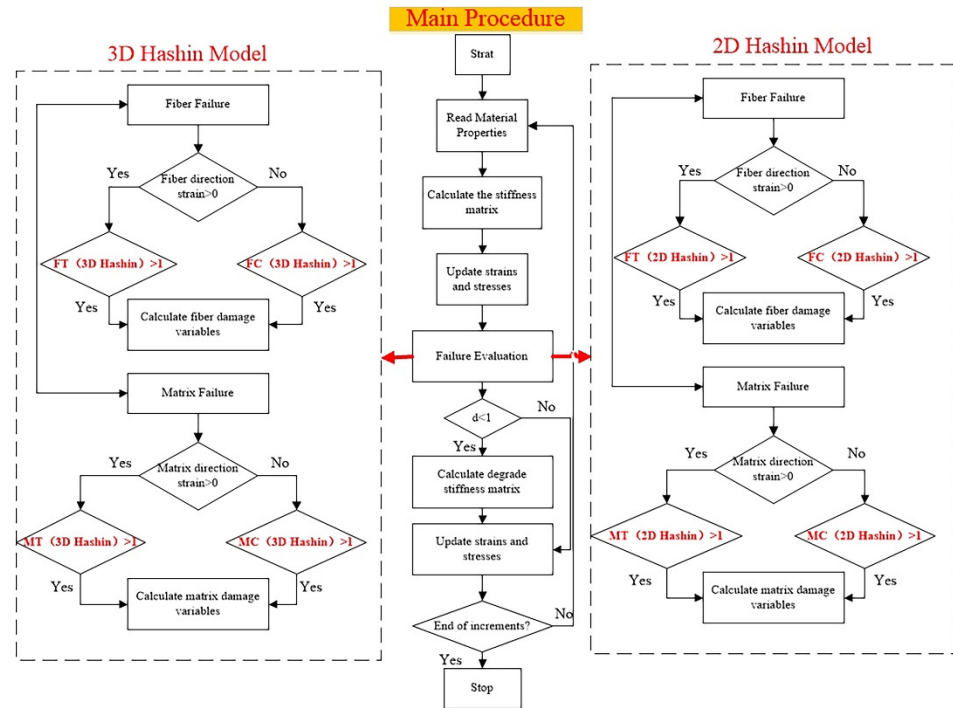 Main Procedure
3D Hashin Model
Fiber Failure
Yes
No
Fiber direction
strain>0
FT（3D Hashin）>1
FC（3D Hashin）>1
Yes
Yes
Calculate fiber damage
variables
Matrix Failure
Yes
No
Matrix direction
strain>0
MT（3D Hashin）>1
MC（3D Hashin）>1
Yes
Yes
Calculate matrix damage
variables
Strat
Read Material
Properties
Calculate the stiffness
matrix
Update strains
and stresses
Failure Evaluation
d<1
No
Yes
Calculate degrade
stiffness matrix
Update strains and
stresses
End of increments?
No
Yes
Stop
2D Hashin Model
Fiber Failure
Yes
No
Fiber direction
strain>0
FT（2D Hashin）>1
FC（2D Hashin）>1
Yes
Yes
Calculate fiber damage
variables
Matrix Failure
Yes
No
Matrix direction
strain>0
MT（2D Hashin）>1
MC（2D Hashin）>1
Yes
Yes
Calculate matrix damage
variables